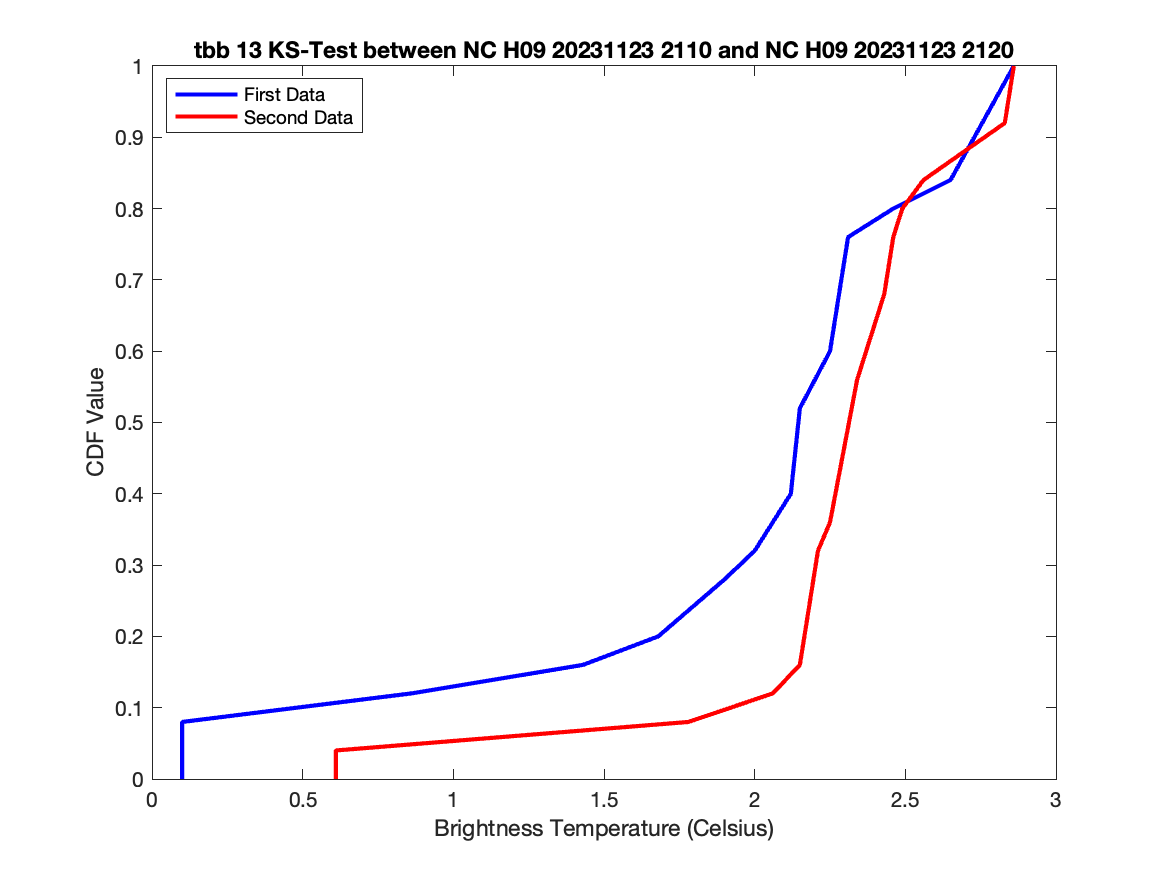 tbb 13 KS-Test between NC H09 20231123 2110 and NC H09 20231123 2120
First Data
Second Data
1
0.9
0.8
0.7
0.6
0.5
0.4
0.3
0.2
0.1
0
CDF Value
0 0.5 1 1.5 2 2.5 3
Brightness Temperature (Celsius)